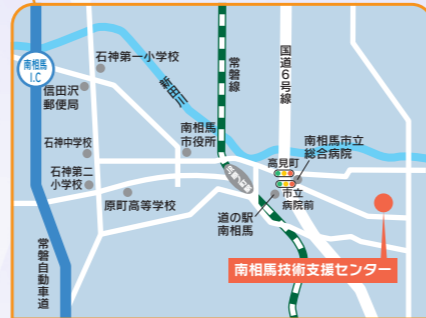 南相馬
I.C
石神第一小学校
新田川
常磐線
国道6号線
信田沢
郵便局
石神中学校
南相馬
市役所
高見町
南相馬市立
総合病院
石神第二
小学校
市立
病院前
原町高等学校
道の駅
南相馬
南相馬技術支援センター
常磐自動車道